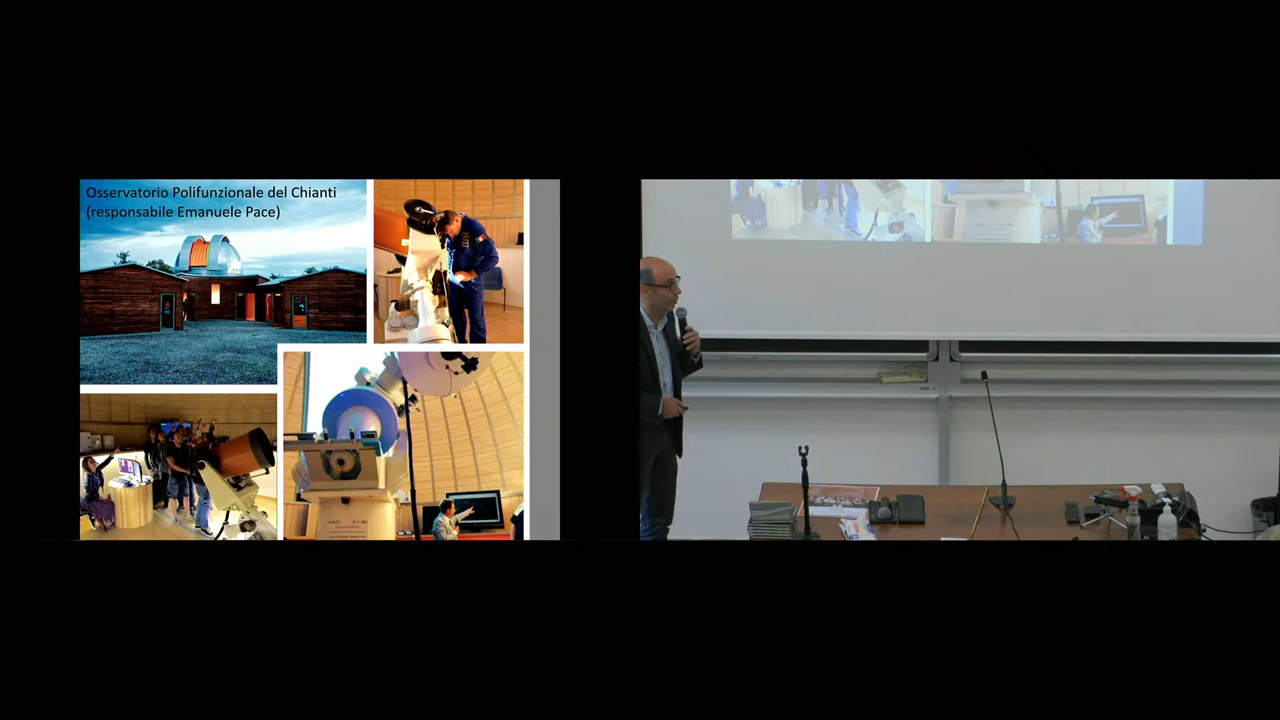 Osservatorio Polifunzionale del Chianti
(responsabile Emanuele Pace)